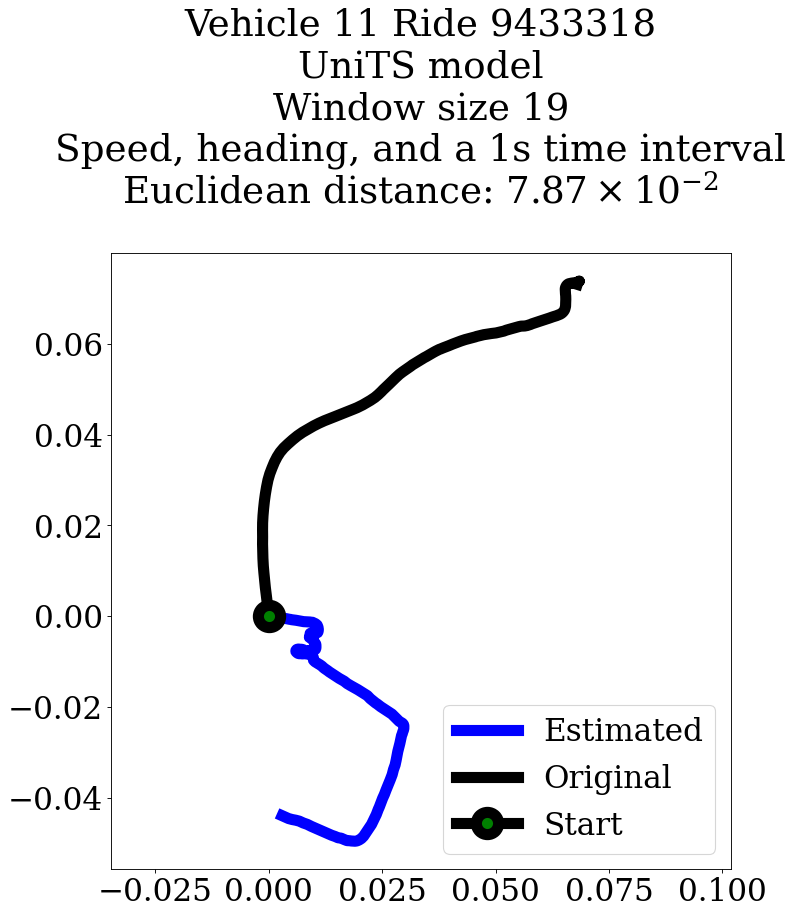 Vehicle 11 Ride 9433318
UniTS model
Window size 19
Speed, heading, and a 1s time interval
Euclidean distance: 7.87 × 10⁻²
0.06
0.04
0.02
0.00
−0.02
−0.04
Estimated
Original
Start
−0.025 0.000 0.025 0.050 0.075 0.100